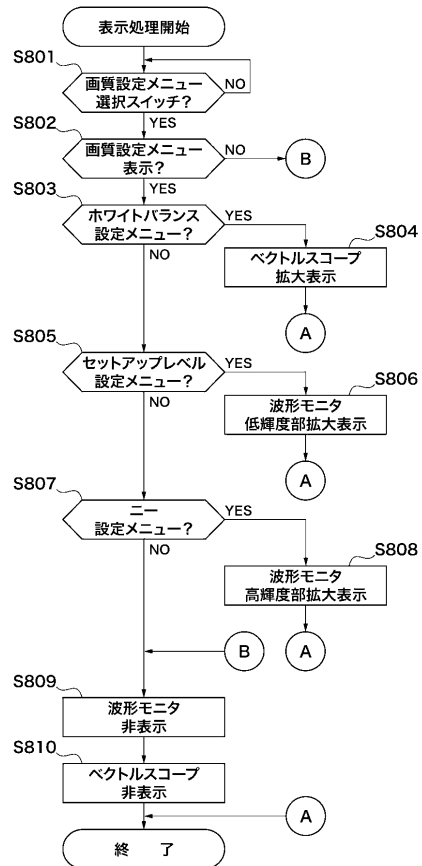 表示処理開始
S801
画質設定メニュー
選択スイッチ?
NO
YES
S802
画質設定メニュー
表示?
NO
B
YES
S803
ホワイトバランス
設定メニュー?
YES
NO
S804
ベクトルスコープ
拡大表示
A
S805
セットアップレベル
設定メニュー?
YES
NO
S806
波形モニタ
低輝度部拡大表示
A
S807
ニー
設定メニュー?
YES
NO
S808
波形モニタ
高輝度部拡大表示
A
B
S809
波形モニタ
非表示
S810
ベクトルスコープ
非表示
A
終 了